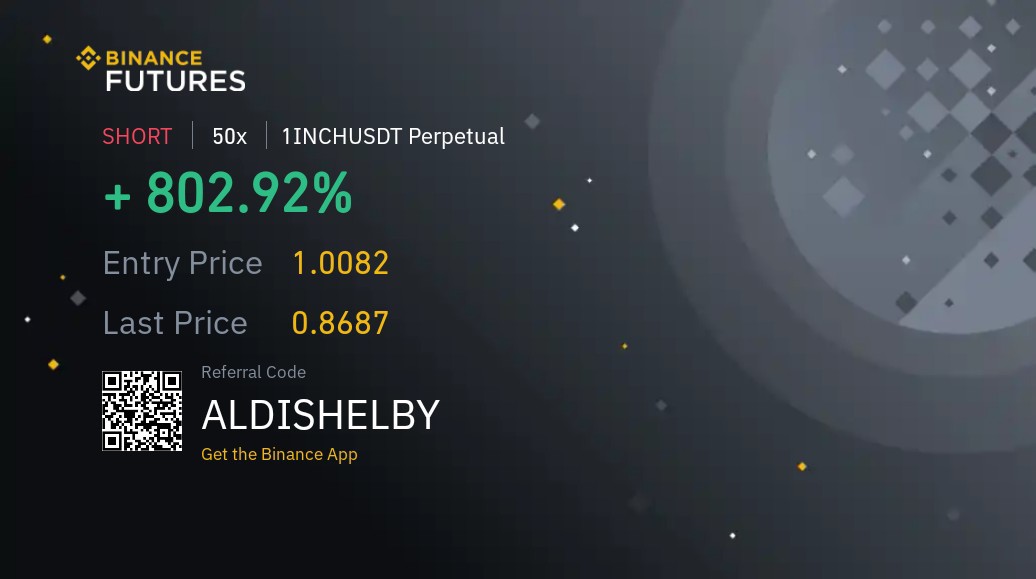 BINANCE
FUTURES
SHORT 50x 1INCHUSDT Perpetual
+ 802.92%
Entry Price 1.0082
Last Price 0.8687
Referral Code
ALDISHELBY
Get the Binance App